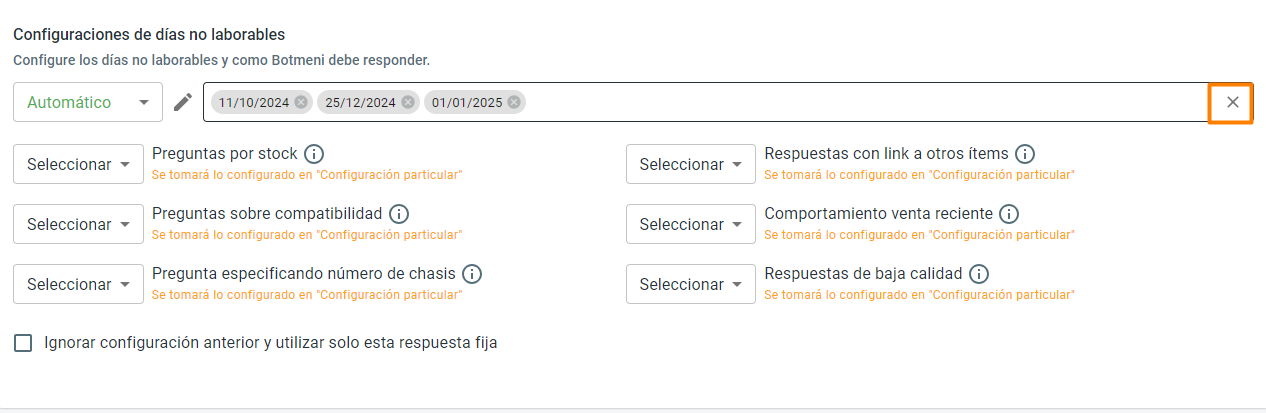 Configuraciones de días no laborables
Configure los días no laborables y como Botmeni debe responder.
Automático 11/10/2024 25/12/2024 01/01/2025
Seleccionar Preguntas por stock
Se tomará lo configurado en "Configuración particular"
Seleccionar Respuestas con link a otros ítems
Se tomará lo configurado en "Configuración particular"
Seleccionar Preguntas sobre compatibilidad
Se tomará lo configurado en "Configuración particular"
Seleccionar Comportamiento venta reciente
Se tomará lo configurado en "Configuración particular"
Seleccionar Pregunta especificando número de chasis
Se tomará lo configurado en "Configuración particular"
Seleccionar Respuestas de baja calidad
Se tomará lo configurado en "Configuración particular"
Ignorar configuración anterior y utilizar solo esta respuesta fija